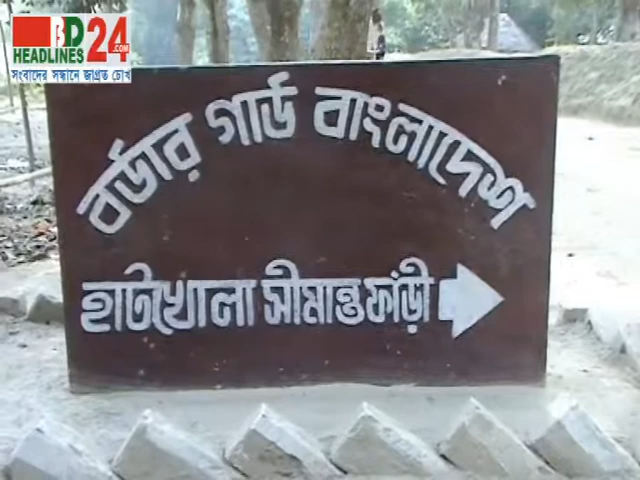 BD
HEADLINES 24.com
সংবাদের সন্ধানে জাগ্রত চোখ
বর্ডার গার্ড বাংলাদেশ
হাটখোলা সীমান্ত ফাঁড়ী